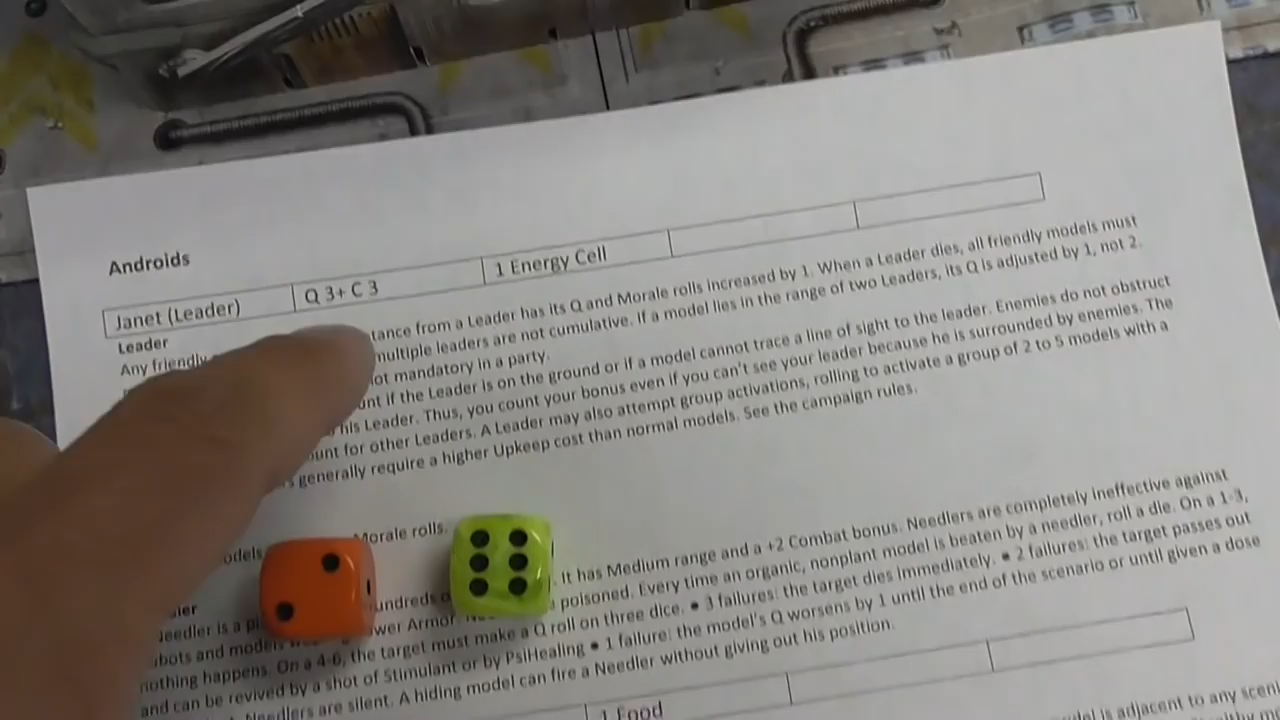 Androids
Janet (Leader) Q 3+ C 3 1 Energy Cell
Leader
Any friendly tance from a Leader has its Q and Morale rolls increased by 1. When a Leader dies, all friendly models must
multiple leaders are not cumulative. If a model lies in the range of two Leaders, its Q is adjusted by 1, not 2.
not mandatory in a party.
if the Leader is on the ground or if a model cannot trace a line of sight to the leader. Enemies do not obstruct
his Leader. Thus, you count your bonus even if you can't see your leader because he is surrounded by enemies. The
for other Leaders. A Leader may also attempt group activations, rolling to activate a group of 2 to 5 models with a
generally require a higher Upkeep cost than normal models. See the campaign rules.
Morale rolls.
It has Medium range and a +2 Combat bonus. Needlers are completely ineffective against
poisoned. Every time an organic, nonplant model is beaten by a needler, roll a die. On a 1-3,
nothing happens. On a 4-6, the target must make a Q roll on three dice. • 3 failures: the target dies immediately. • 2 failures: the target passes out
and can be revived by a shot of Stimulant or by PsiHealing • 1 failure: the model's Q worsens by 1 until the end of the scenario or until given a dose
Needlers are silent. A hiding model can fire a Needler without giving out his position.
1 Food
is adjacent to any